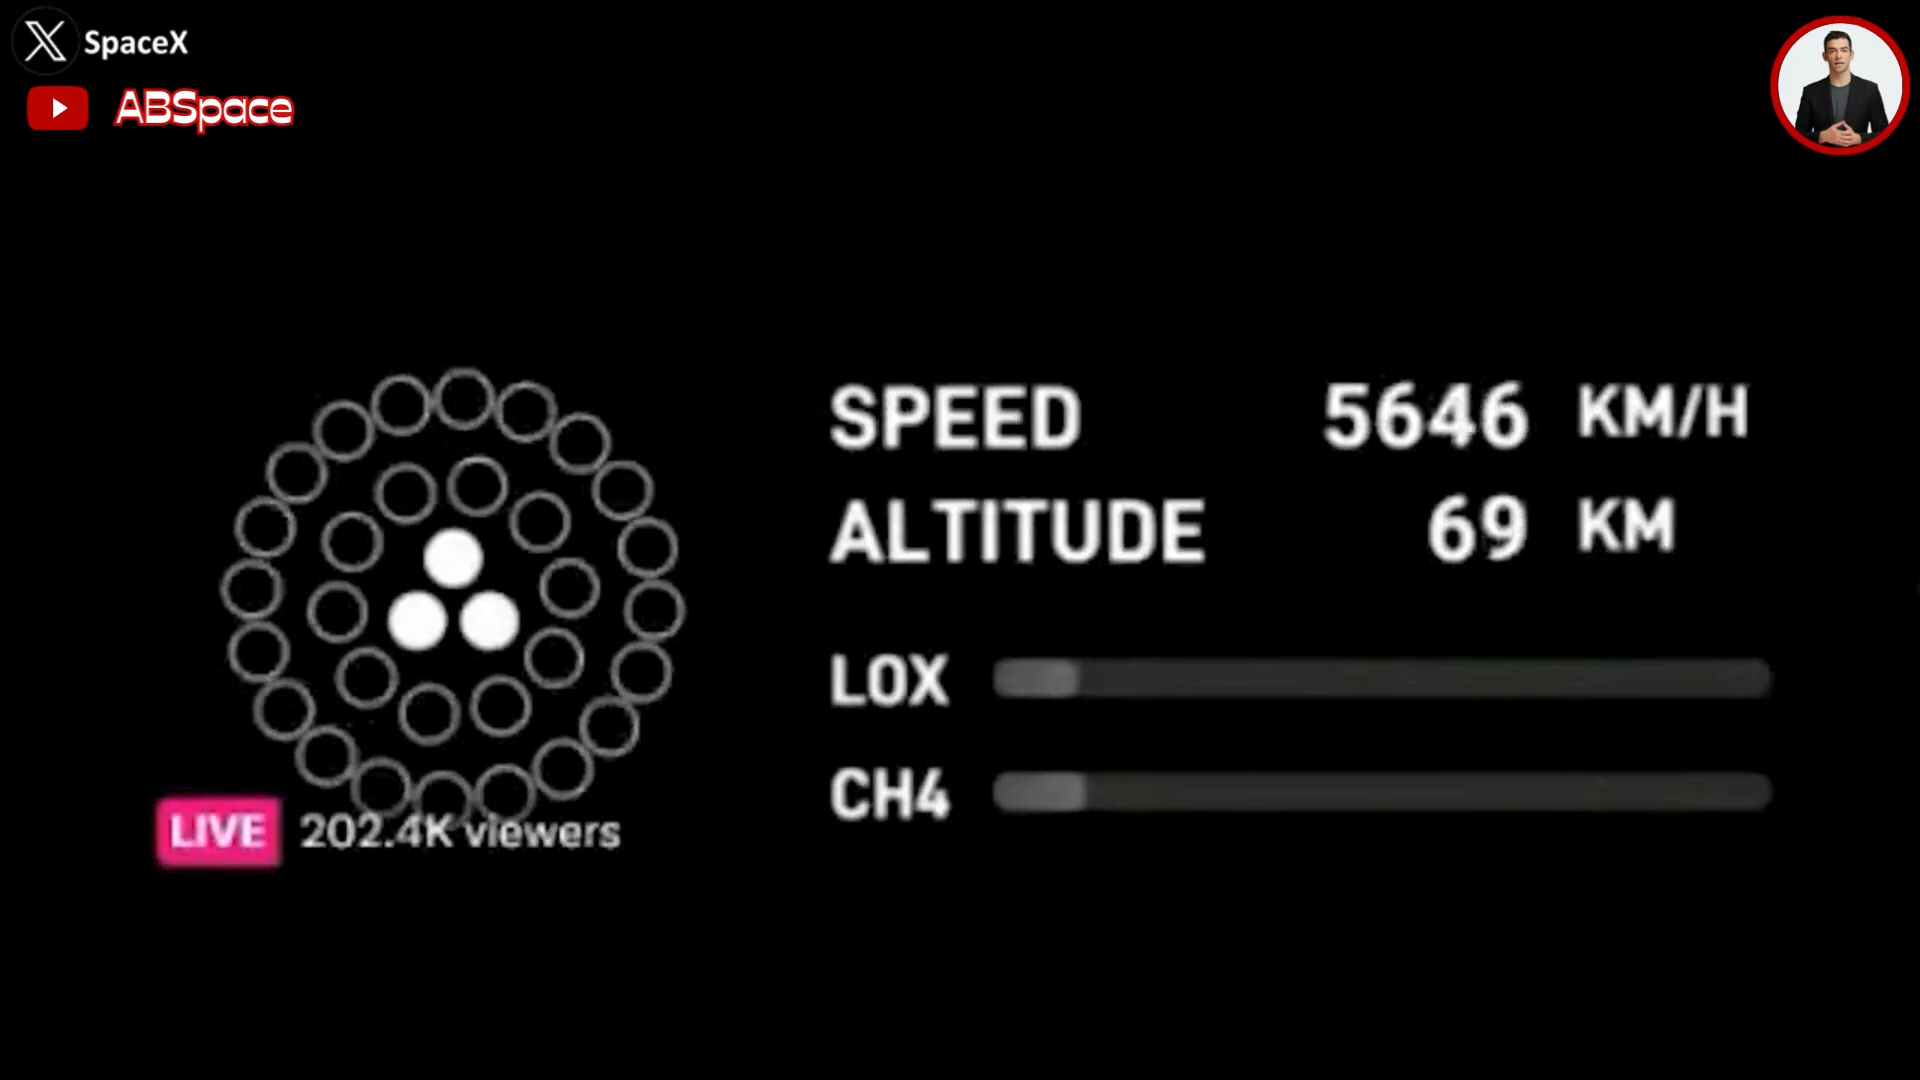 X SpaceX
ABSpace
SPEED 5646 KM/H
ALTITUDE 69 KM
LOX
CH4
LIVE 202.4K viewers